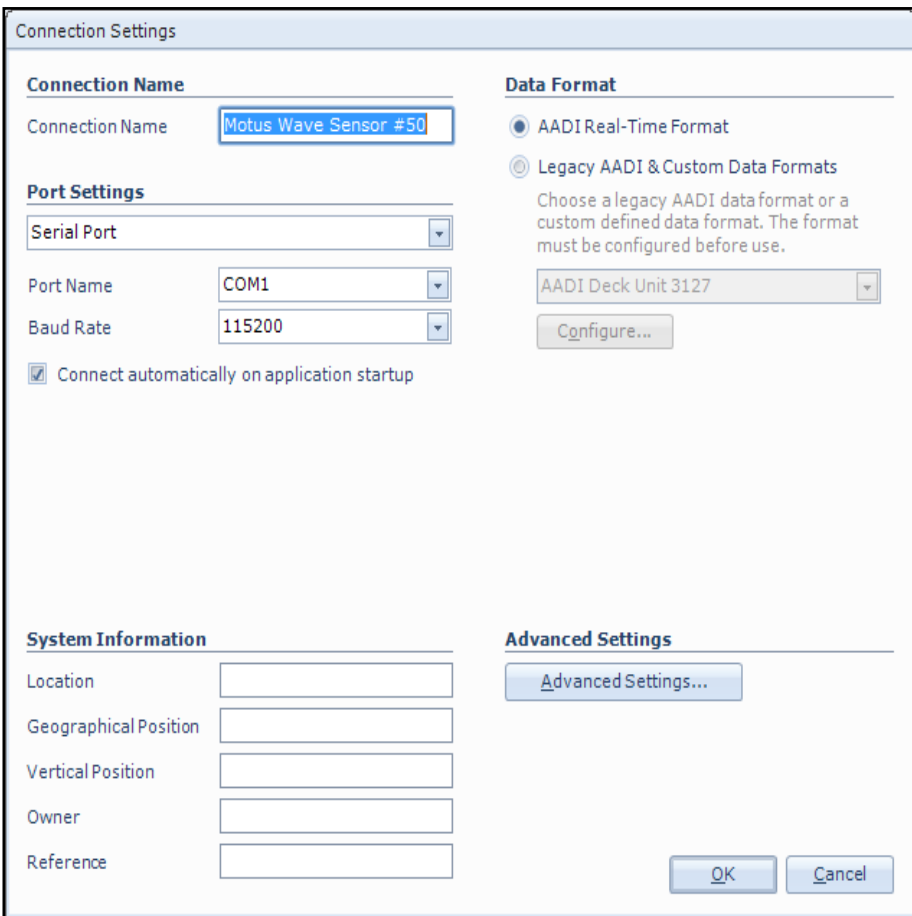 Connection Settings
Connection Name
Connection Name
Motus Wave Sensor #50
Port Settings
Serial Port
Port Name
COM1
Baud Rate
115200
Connect automatically on application startup
Data Format
AADI Real-Time Format
Legacy AADI & Custom Data Formats
Choose a legacy AADI data format or a
custom defined data format. The format
must be configured before use.
AADI Deck Unit 3127
Configure...
System Information
Location
Geographical Position
Vertical Position
Owner
Reference
Advanced Settings
Advanced Settings...
OK
Cancel